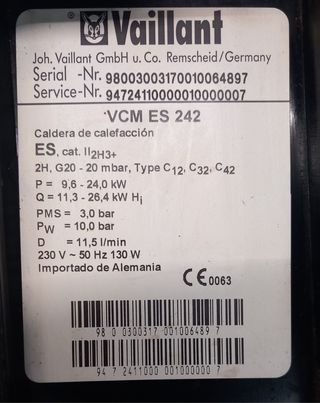 Vaillant
Joh. Vaillant GmbH u. Co. Remscheid/Germany
Serial -Nr. 98003003170010064897
Service-Nr. 94724110000010000007
VCM ES 242
Caldera de calefacción
ES, cat. II2H3+
2H, G20 - 20 mbar, Type C12, C32, C42
P = 9,6 - 24,0 kW
Q = 11,3 - 26,4 kW Hi
PMS = 3,0 bar
PW = 10,0 bar
D = 11,5 l/min
230 V ~ 50 Hz 130 W
Importado de Alemania
CE 0063
98 0 0300317 001006489 7
94 7 2411000 001000000 7